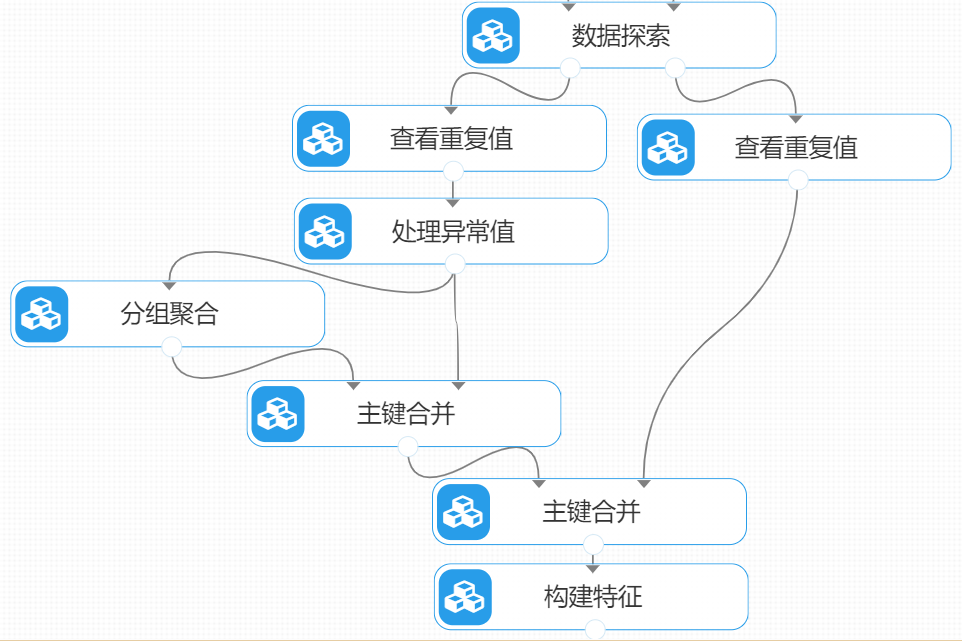 数据探索
查看重复值
查看重复值
处理异常值
分组聚合
主键合并
主键合并
构建特征